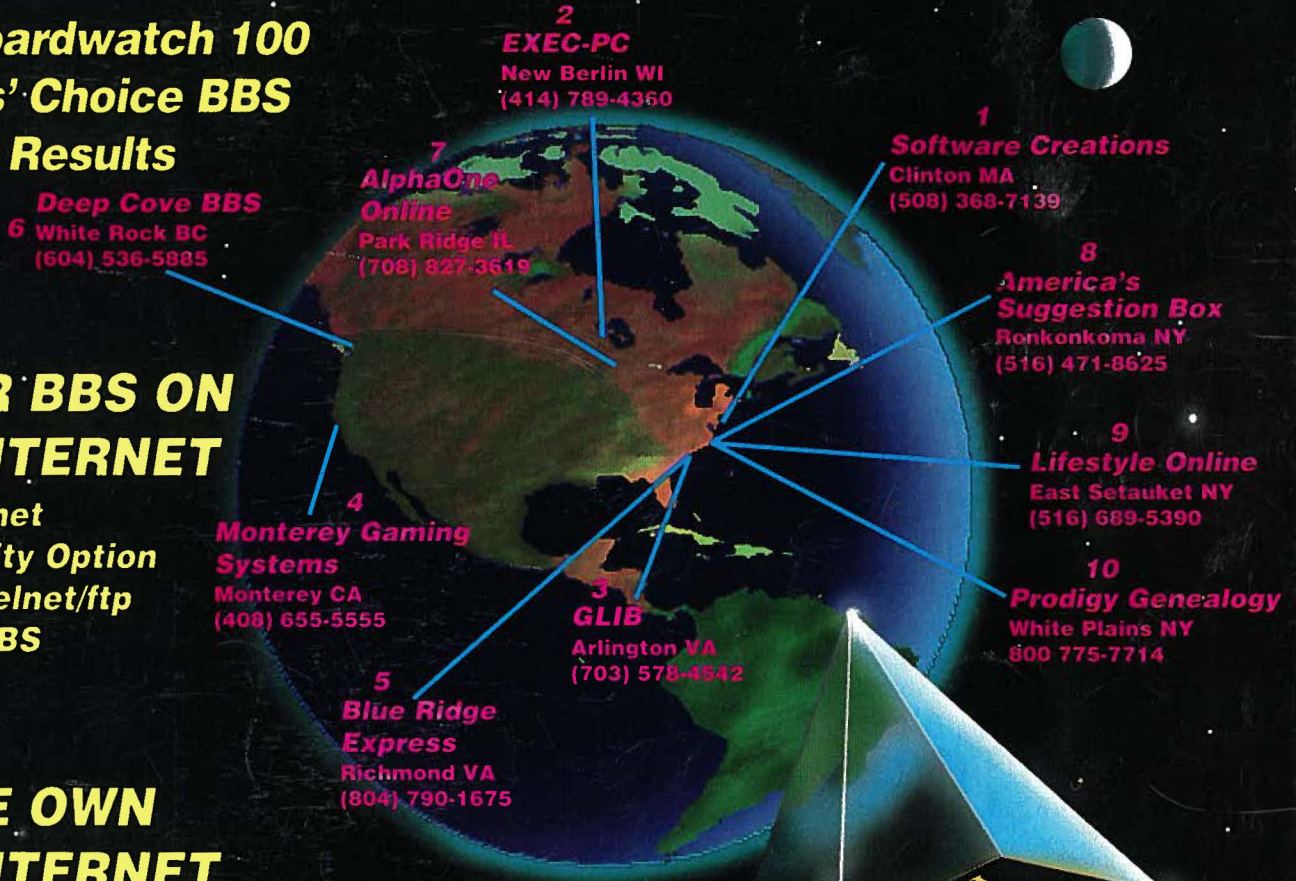 ardwatch 100
s' Choice BBS
Results
R BBS ON
NTERNET
net
ity Option
elnet/ftp
BS
E OWN
NTERNET
2
EXEC-PC
New Berlin WI
(414) 789-4360
1
Software Creations
Clinton MA
(508) 368-7139
7
AlphaOne
Online
Park Ridge IL
(708) 827-3619
6
Deep Cove BBS
White Rock BC
(604) 536-5885
8
America's
Suggestion Box
Ronkonkoma NY
(516) 471-8625
9
Lifestyle Online
East Setauket NY
(516) 689-5390
4
Monterey Gaming
Systems
Monterey CA
(408) 655-5555
3
GLIB
Arlington VA
(703) 578-4542
10
Prodigy Genealogy
White Plains NY
800 775-7714
5
Blue Ridge
Express
Richmond VA
(804) 790-1675